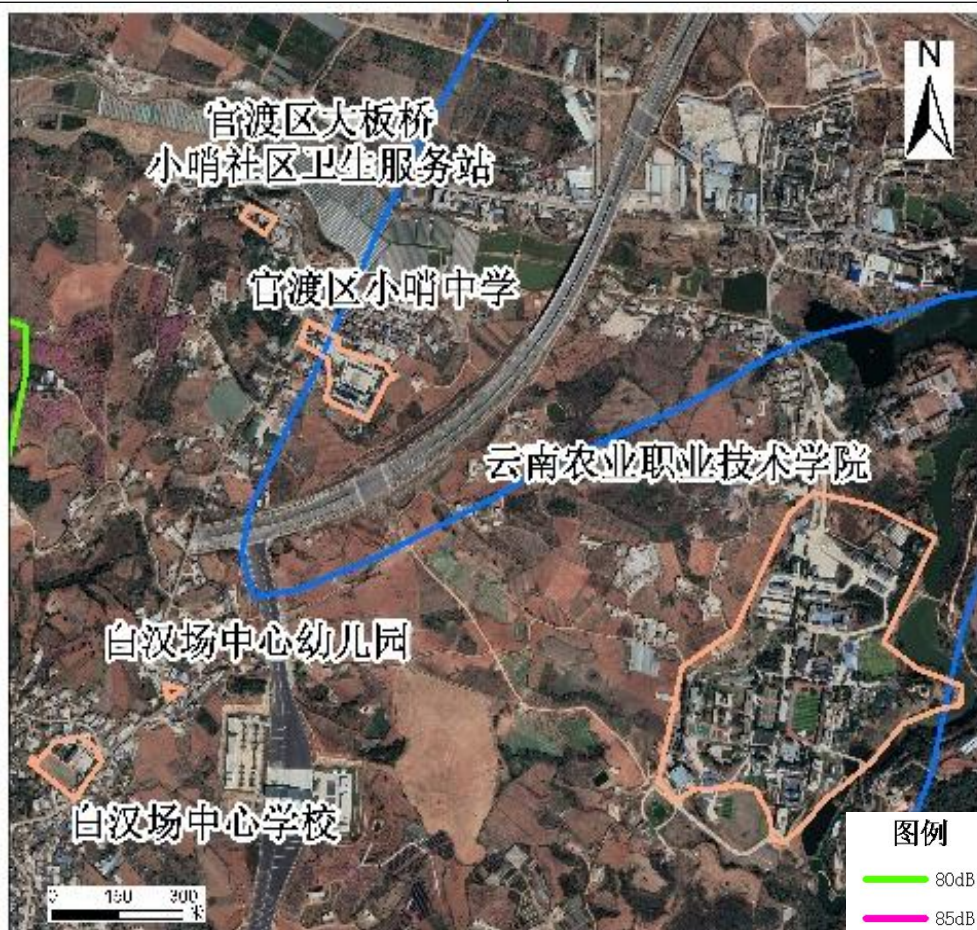 N
官渡区大板桥
小哨社区卫生服务站
官渡区小哨中学
云南农业职业技术学院
白汉场中心幼儿园
白汉场中心学校
图例
80dB
85dB
0 150 300
米